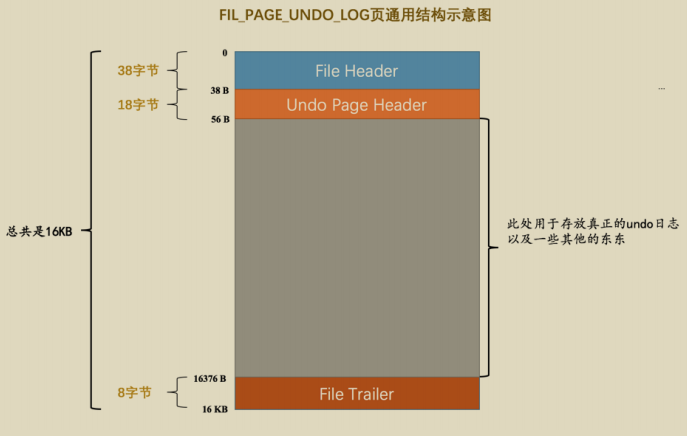 FIL_PAGE_UNDO_LOG页通用结构示意图
0
38字节
File Header
38 B
...
18字节
Undo Page Header
56 B
总共是16KB
此处用于存放真正的undo日志
以及一些其他的东东
16376 B
8字节
File Trailer
16 KB